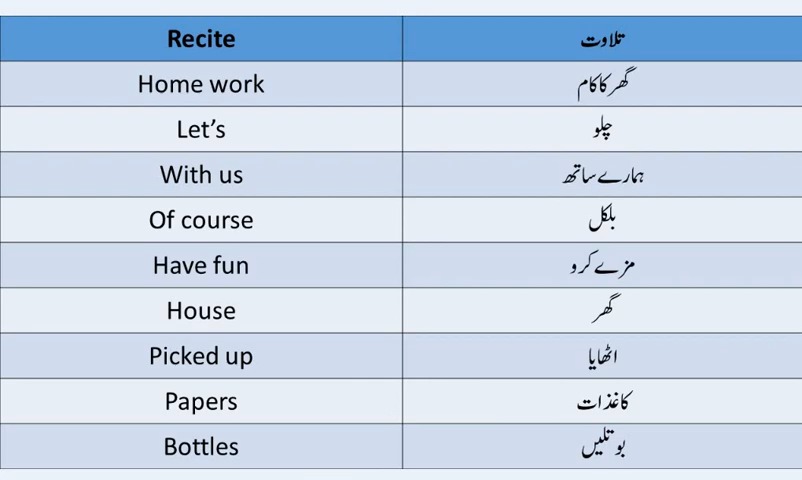 Recite تلاوت
Home work گھر کا کام
Let's چلو
With us ہمارے ساتھ
Of course بلکل
Have fun مزے کرو
House گھر
Picked up اٹھایا
Papers کاغذات
Bottles بوتلیں